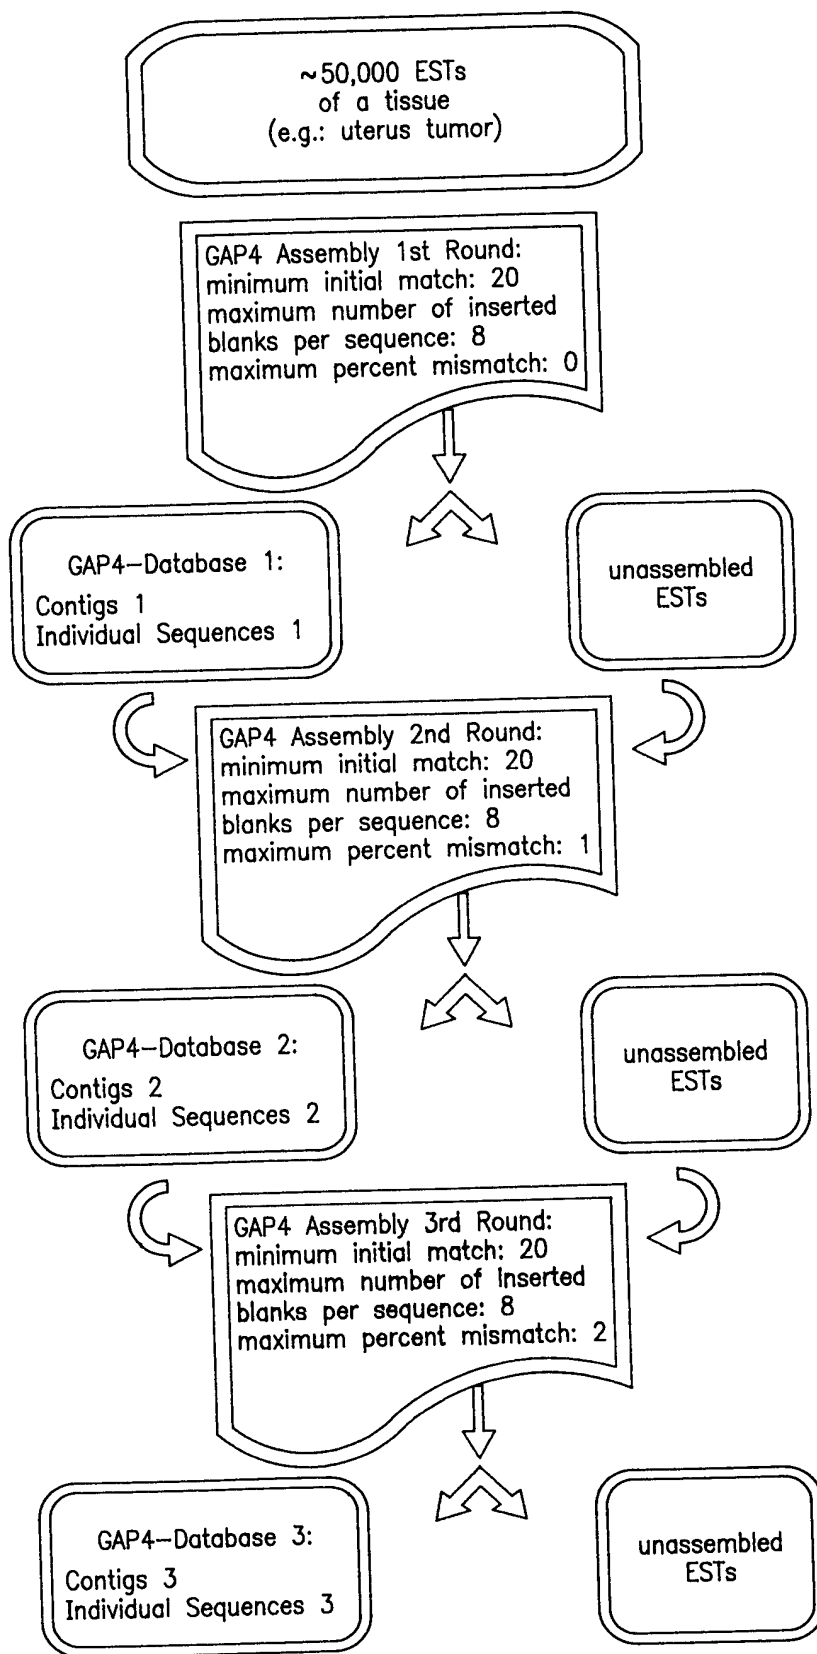 ~50,000 ESTs
of a tissue
(e.g.: uterus tumor)
GAP4 Assembly 1st Round:
minimum initial match: 20
maximum number of inserted
blanks per sequence: 8
maximum percent mismatch: 0
GAP4-Database 1:
Contigs 1
Individual Sequences 1
unassembled
ESTs
GAP4 Assembly 2nd Round:
minimum initial match: 20
maximum number of inserted
blanks per sequence: 8
maximum percent mismatch: 1
GAP4-Database 2:
Contigs 2
Individual Sequences 2
unassembled
ESTs
GAP4 Assembly 3rd Round:
minimum initial match: 20
maximum number of inserted
blanks per sequence: 8
maximum percent mismatch: 2
GAP4-Database 3:
Contigs 3
Individual Sequences 3
unassembled
ESTs